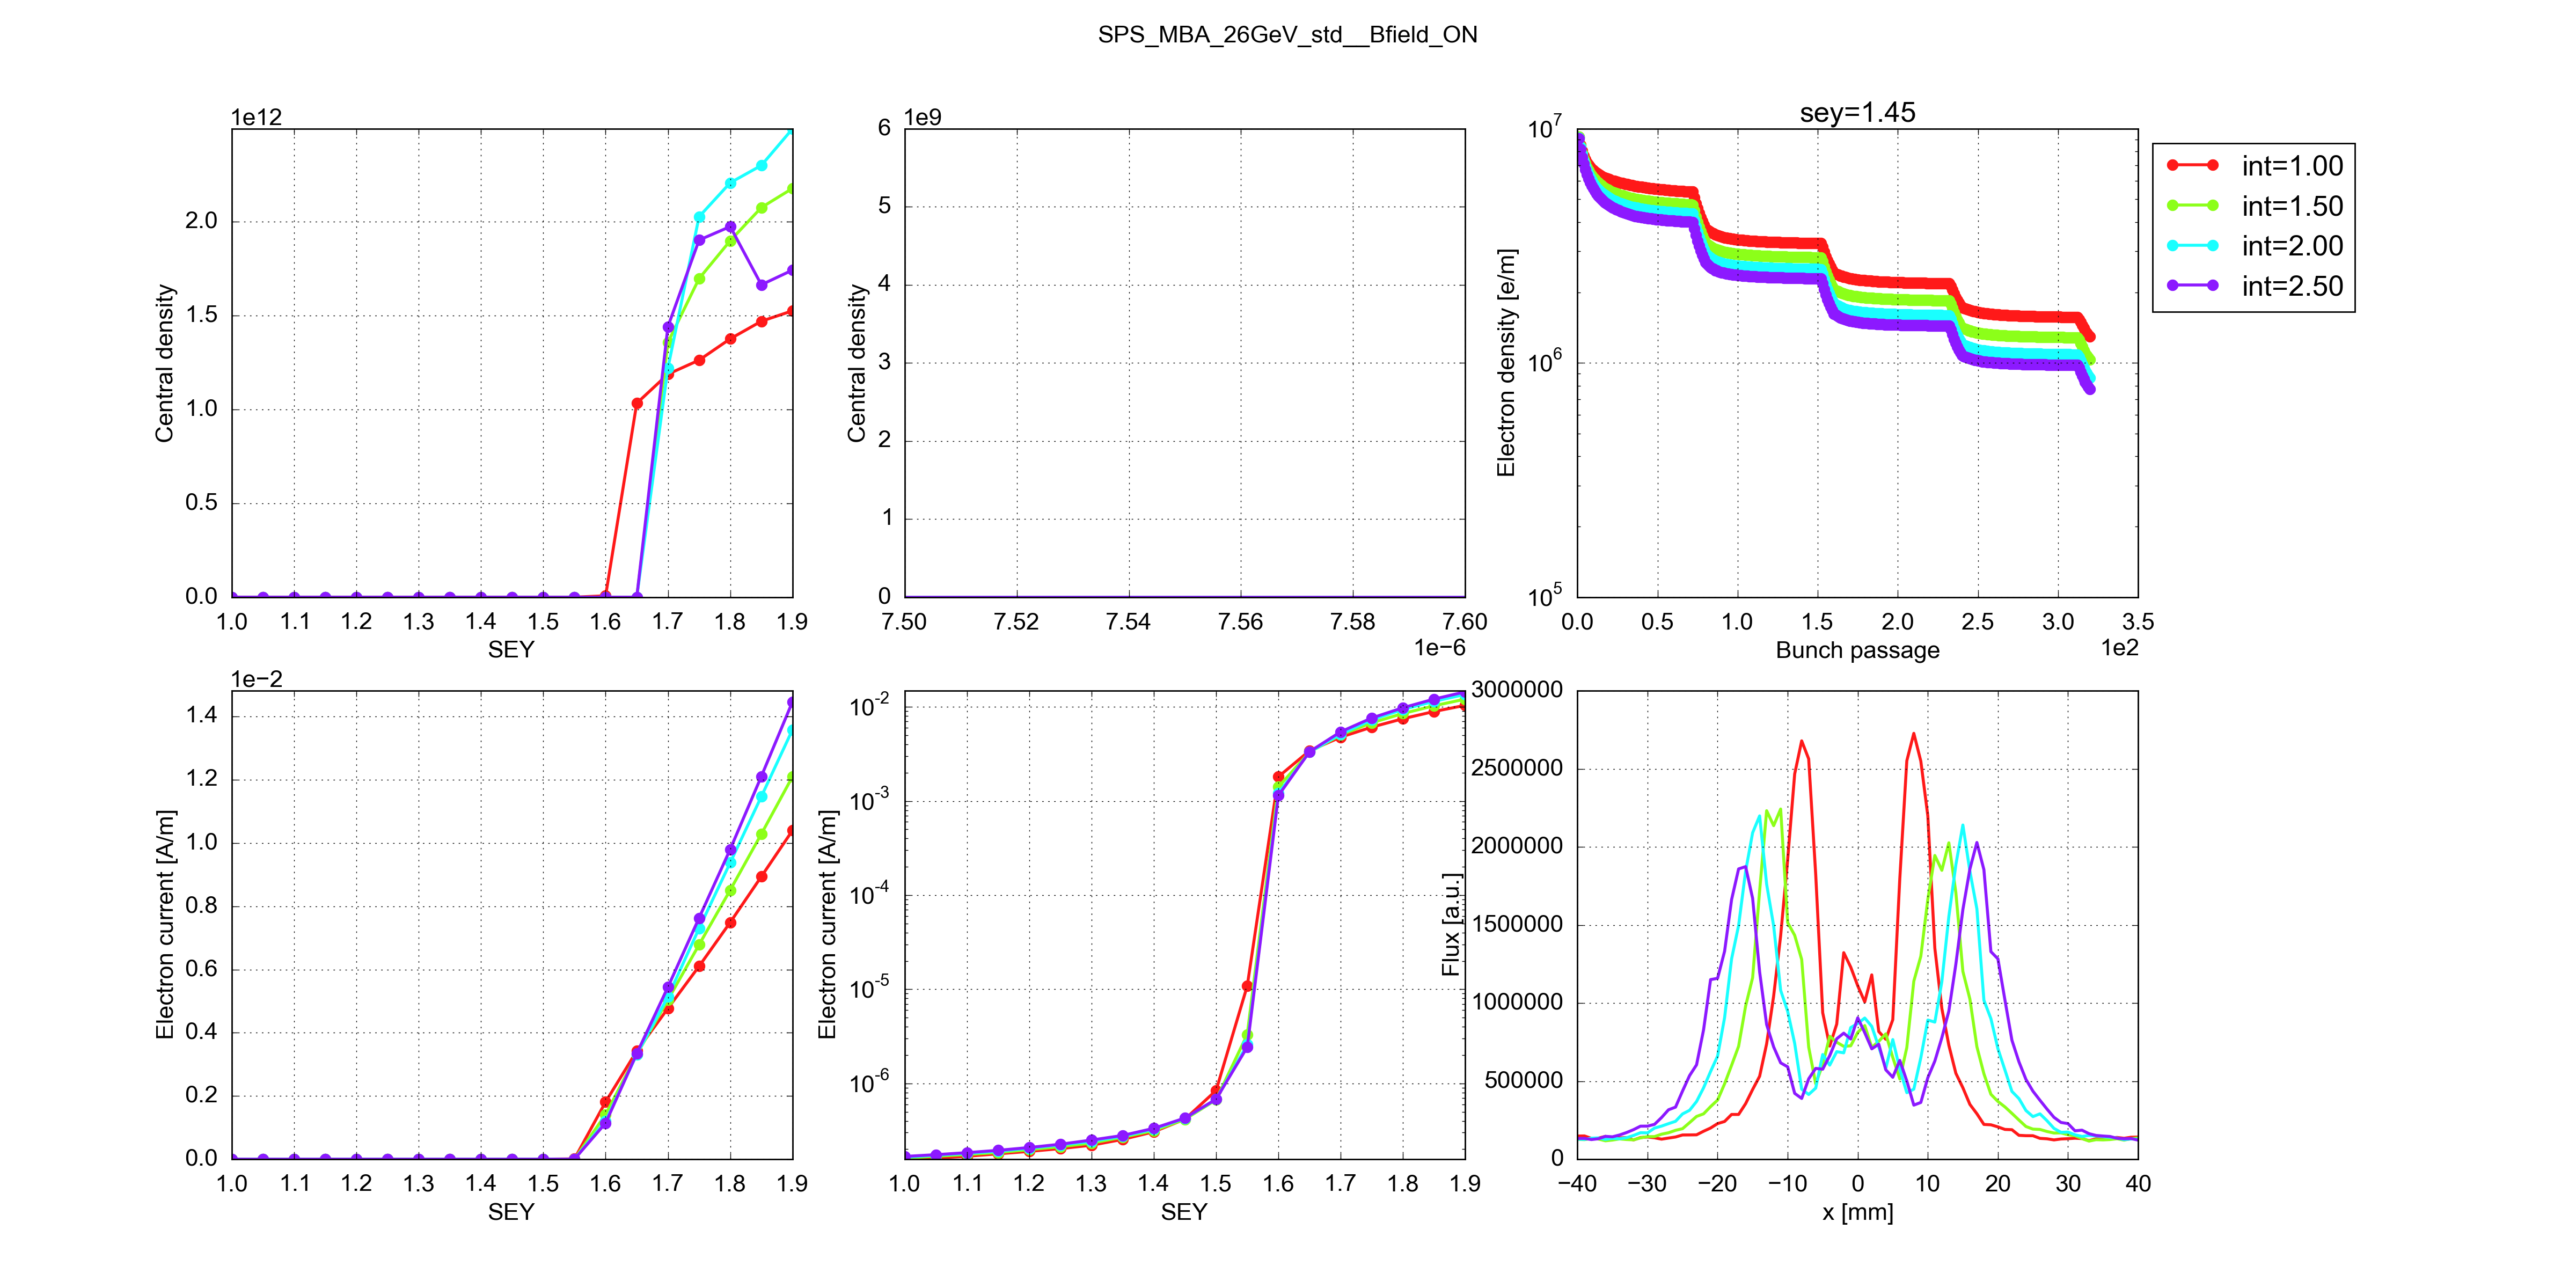 SPS_MBA_26GeV_std__Bfield_ON
1e12
2.0
1.5
1.0
0.5
0.0
1.0 1.1 1.2 1.3 1.4 1.5 1.6 1.7 1.8 1.9
SEY
Central density
1e9
6
5
4
3
2
1
0
7.50 7.52 7.54 7.56 7.58 7.60
1e−6
Central density
sey=1.45
10^7
10^6
10^5
0.0 0.5 1.0 1.5 2.0 2.5 3.0 3.5
1e2
Bunch passage
Electron density [e/m]
int=1.00
int=1.50
int=2.00
int=2.50
1e−2
1.4
1.2
1.0
0.8
0.6
0.4
0.2
0.0
1.0 1.1 1.2 1.3 1.4 1.5 1.6 1.7 1.8 1.9
SEY
Electron current [A/m]
10^-2
10^-3
10^-4
10^-5
10^-6
1.0 1.1 1.2 1.3 1.4 1.5 1.6 1.7 1.8 1.9
SEY
Electron current [A/m]
3000000
2500000
2000000
1500000
1000000
500000
0
−40 −30 −20 −10 0 10 20 30 40
x [mm]
Flux [a.u.]